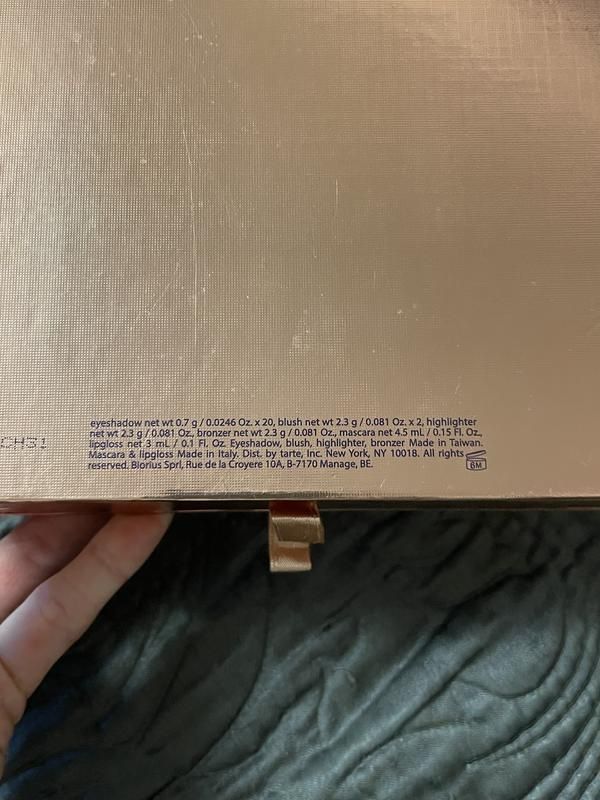 eyeshadow net wt 0.7 g / 0.0246 Oz. x 20, blush net wt 2.3 g / 0.081 Oz. x 2, highlighter
net wt 2.3 g / 0.081 Oz., bronzer net wt 2.3 g / 0.081 Oz., mascara net 4.5 mL / 0.15 Fl. Oz.,
lipgloss net 3 mL / 0.1 Fl. Oz. Eyeshadow, blush, highlighter, bronzer Made in Taiwan.
Mascara & lipgloss Made in Italy. Dist. by tarte, Inc. New York, NY 10018. All rights
reserved. Biorius Sprl, Rue de la Croyere 10A, B-7170 Manage, BE.
6M
CH31